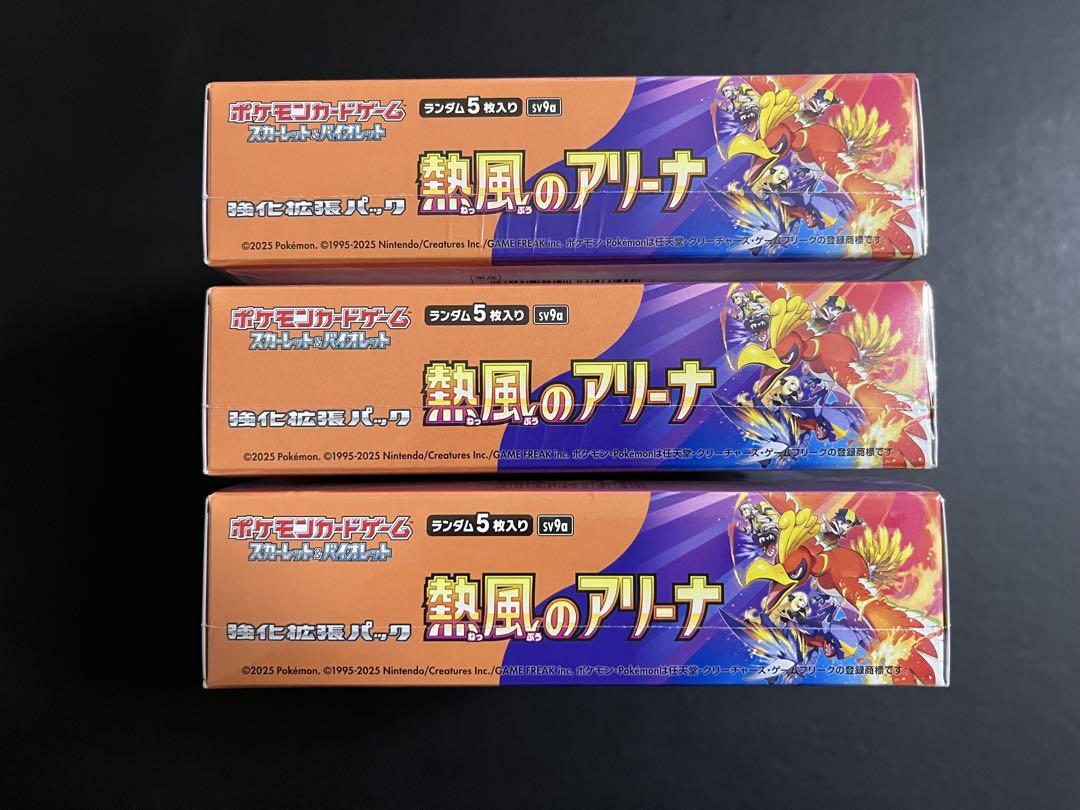 ポケモンカードゲーム ランダム5枚入り sv9a
スカーレット&バイオレット
熱風のアリーナ
ねっ ぷう
強化拡張パック
©2025 Pokémon. ©1995-2025 Nintendo/Creatures Inc./GAME FREAK inc. ポケモン・Pokémonは任天堂・クリーチャーズ・ゲームフリークの登録商標です。
ポケモンカードゲーム ランダム5枚入り sv9a
スカーレット&バイオレット
熱風のアリーナ
ねっ ぷう
強化拡張パック
©2025 Pokémon. ©1995-2025 Nintendo/Creatures Inc./GAME FREAK inc. ポケモン・Pokémonは任天堂・クリーチャーズ・ゲームフリークの登録商標です。
ポケモンカードゲーム ランダム5枚入り sv9a
スカーレット&バイオレット
熱風のアリーナ
ねっ ぷう
強化拡張パック
©2025 Pokémon. ©1995-2025 Nintendo/Creatures Inc./GAME FREAK inc. ポケモン・Pokémonは任天堂・クリーチャーズ・ゲームフリークの登録商標です。